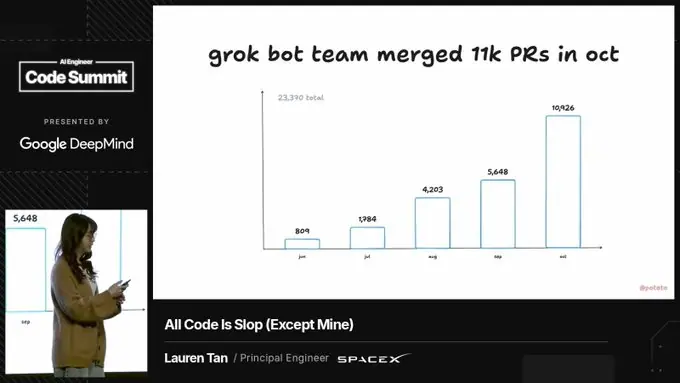 AI Engineer
Code Summit
PRESENTED BY
Google DeepMind
grok bot team merged 11k PRs in oct
23,370 total
809
1,784
4,203
5,648
10,926
jun
jul
aug
sep
oct
@poteto
5,648
sep
All Code Is Slop (Except Mine)
Lauren Tan / Principal Engineer SPACEX